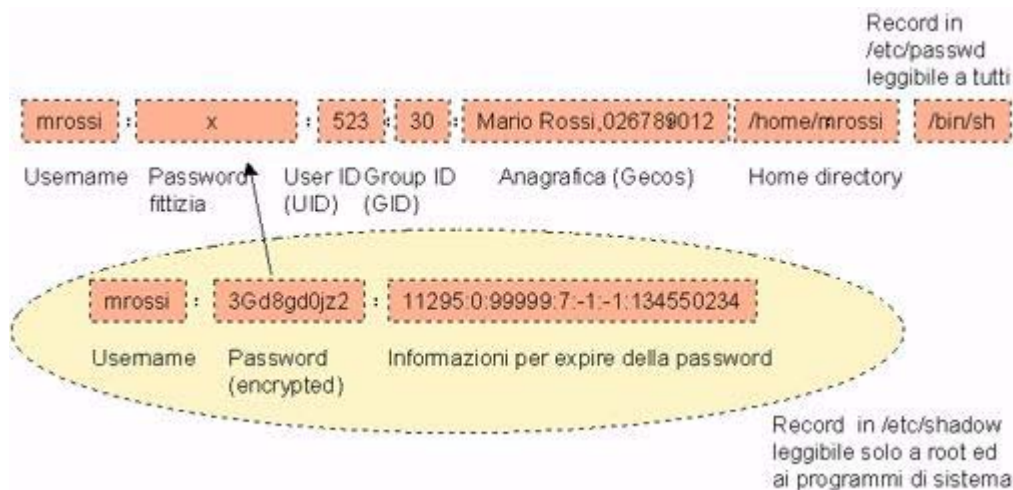 Record in
/etc/passwd
leggibile a tutti
mrossi : x : 523 : 30 : Mario Rossi,026789012 /home/mrossi /bin/sh
Username Password fittizia User ID (UID) Group ID (GID) Anagrafica (Gecos) Home directory
mrossi : 3Gd8gd0jz2 : 11295:0:99999:7:-1:-1:134550234
Username Password (encrypted) Informazioni per expire della password
Record in /etc/shadow
leggibile solo a root ed
ai programmi di sistema